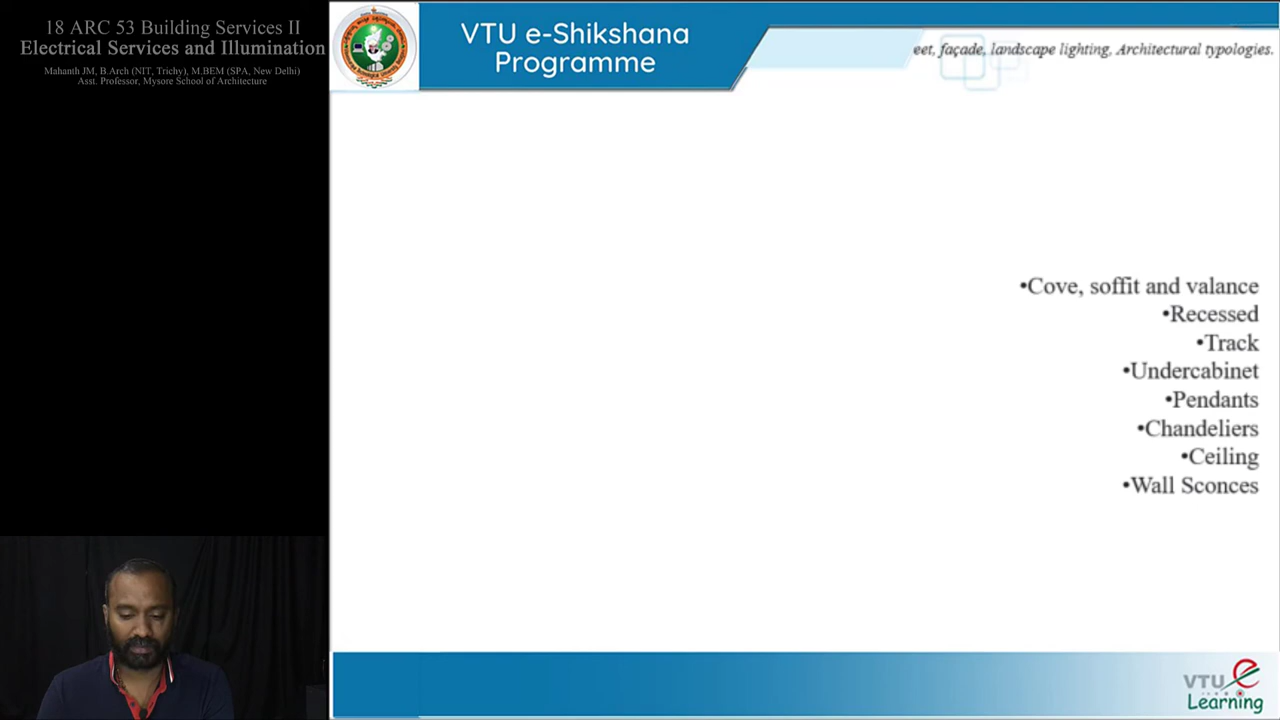 18 ARC 53 Building Services II
Electrical Services and Illumination
Mahanth JM, B.Arch (NIT, Trichy), M.BEM (SPA, New Delhi)
Asst. Professor, Mysore School of Architecture
VTU e-Shikshana
Programme
eet, façade, landscape lighting, Architectural typologies.
•Cove, soffit and valance
•Recessed
•Track
•Undercabinet
•Pendants
•Chandeliers
•Ceiling
•Wall Sconces
VTU e
Learning